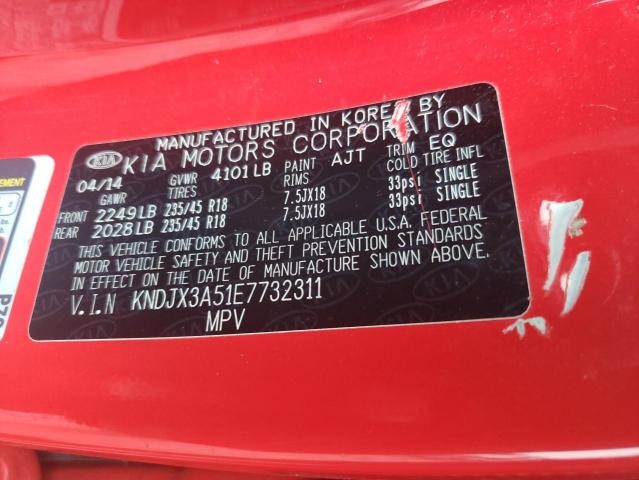 MANUFACTURED IN KOREA BY
KIA KIA MOTORS CORPORATION
04/14 GVWR 4101LB PAINT AJT TRIM EQ
GAWR TIRES RIMS COLD TIRE INFL
FRONT 2249LB 235/45 R18 7.5JX18 33psi SINGLE
REAR 2028LB 235/45 R18 7.5JX18 33psi SINGLE
THIS VEHICLE CONFORMS TO ALL APPLICABLE U.S.A. FEDERAL
MOTOR VEHICLE SAFETY AND THEFT PREVENTION STANDARDS
IN EFFECT ON THE DATE OF MANUFACTURE SHOWN ABOVE.
V.I.N KNDJX3A51E7732311
MPV